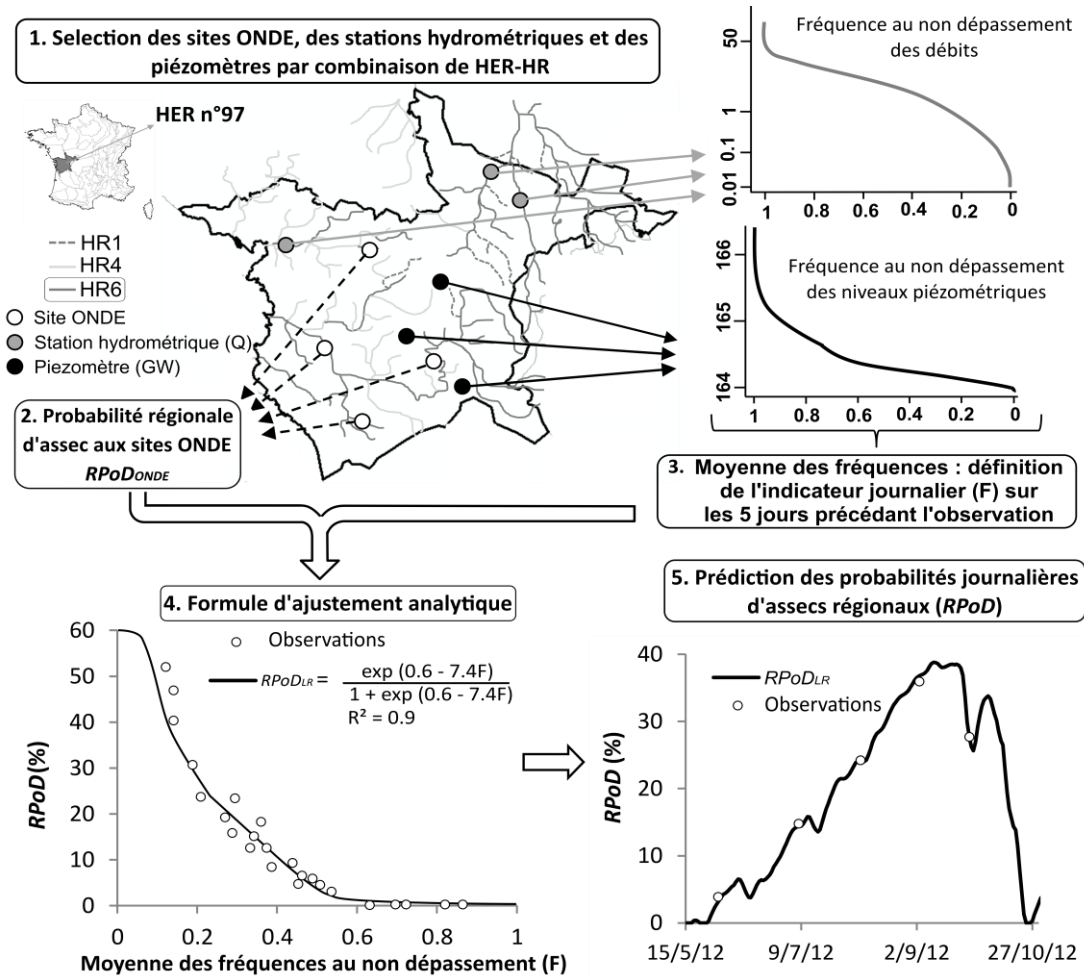 1. Selection des sites ONDE, des stations hydrométriques et des
piézomètres par combinaison de HER-HR
HER n°97
HR1
HR4
HR6
Site ONDE
Station hydrométrique (Q)
Piezomètre (GW)
Fréquence au non dépassement
des débits
50
1
0.1
0.01
1 0.8 0.6 0.4 0.2 0
Fréquence au non dépassement
des niveaux piézométriques
166
165
164
1 0.8 0.6 0.4 0.2 0
2. Probabilité régionale
d'assec aux sites ONDE
RPoDONDE
3. Moyenne des fréquences : définition
de l'indicateur journalier (F) sur
les 5 jours précédant l'observation
4. Formule d'ajustement analytique
Observations
RPoDLR = exp (0.6 - 7.4F)
1 + exp (0.6 - 7.4F)
R² = 0.9
RPoD (%)
60
50
40
30
20
10
0
0 0.2 0.4 0.6 0.8 1
Moyenne des fréquences au non dépassement (F)
5. Prédiction des probabilités journalières
d'assecs régionaux (RPoD)
RPoDLR
Observations
RPoD (%)
40
30
20
10
0
15/5/12 9/7/12 2/9/12 27/10/12